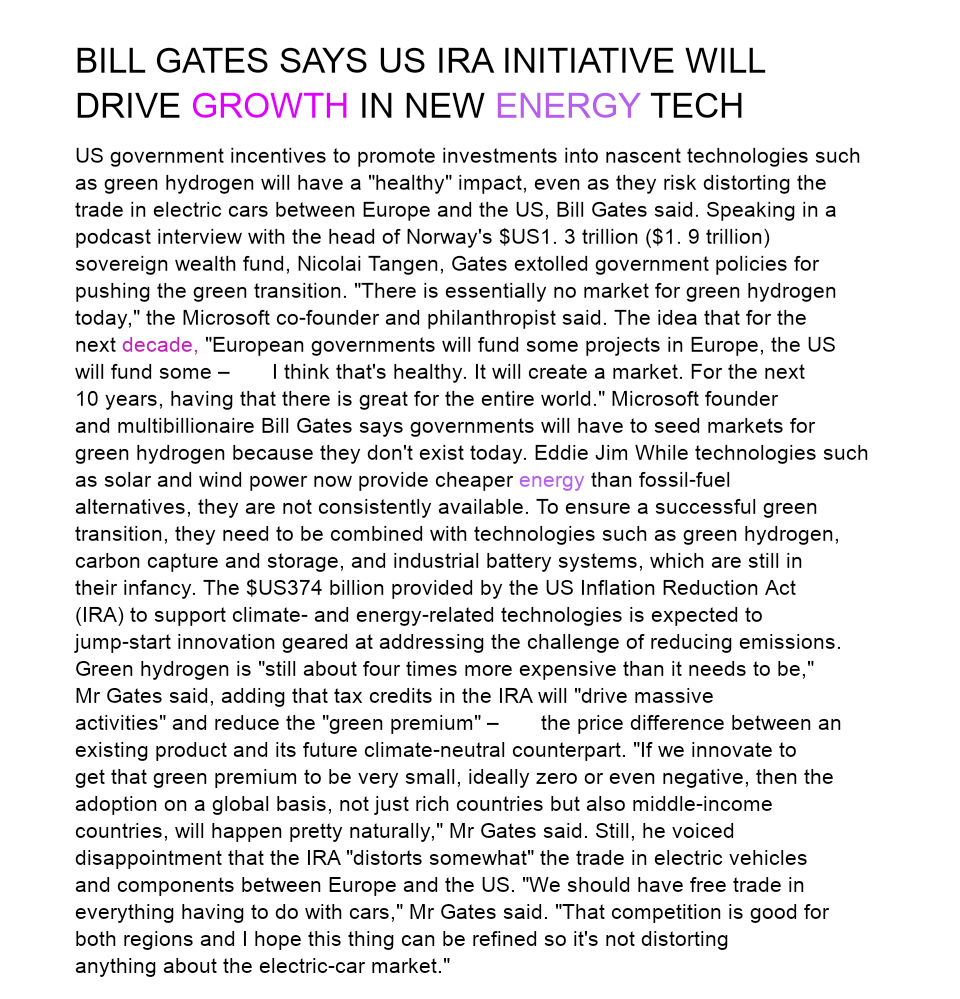 BILL GATES SAYS US IRA INITIATIVE WILL
DRIVE GROWTH IN NEW ENERGY TECH
US government incentives to promote investments into nascent technologies such
as green hydrogen will have a "healthy" impact, even as they risk distorting the
trade in electric cars between Europe and the US, Bill Gates said. Speaking in a
podcast interview with the head of Norway's $US1. 3 trillion ($1. 9 trillion)
sovereign wealth fund, Nicolai Tangen, Gates extolled government policies for
pushing the green transition. "There is essentially no market for green hydrogen
today," the Microsoft co-founder and philanthropist said. The idea that for the
next decade, "European governments will fund some projects in Europe, the US
will fund some – I think that's healthy. It will create a market. For the next
10 years, having that there is great for the entire world." Microsoft founder
and multibillionaire Bill Gates says governments will have to seed markets for
green hydrogen because they don't exist today. Eddie Jim While technologies such
as solar and wind power now provide cheaper energy than fossil-fuel
alternatives, they are not consistently available. To ensure a successful green
transition, they need to be combined with technologies such as green hydrogen,
carbon capture and storage, and industrial battery systems, which are still in
their infancy. The $US374 billion provided by the US Inflation Reduction Act
(IRA) to support climate- and energy-related technologies is expected to
jump-start innovation geared at addressing the challenge of reducing emissions.
Green hydrogen is "still about four times more expensive than it needs to be,"
Mr Gates said, adding that tax credits in the IRA will "drive massive
activities" and reduce the "green premium" – the price difference between an
existing product and its future climate-neutral counterpart. "If we innovate to
get that green premium to be very small, ideally zero or even negative, then the
adoption on a global basis, not just rich countries but also middle-income
countries, will happen pretty naturally," Mr Gates said. Still, he voiced
disappointment that the IRA "distorts somewhat" the trade in electric vehicles
and components between Europe and the US. "We should have free trade in
everything having to do with cars," Mr Gates said. "That competition is good for
both regions and I hope this thing can be refined so it's not distorting
anything about the electric-car market."